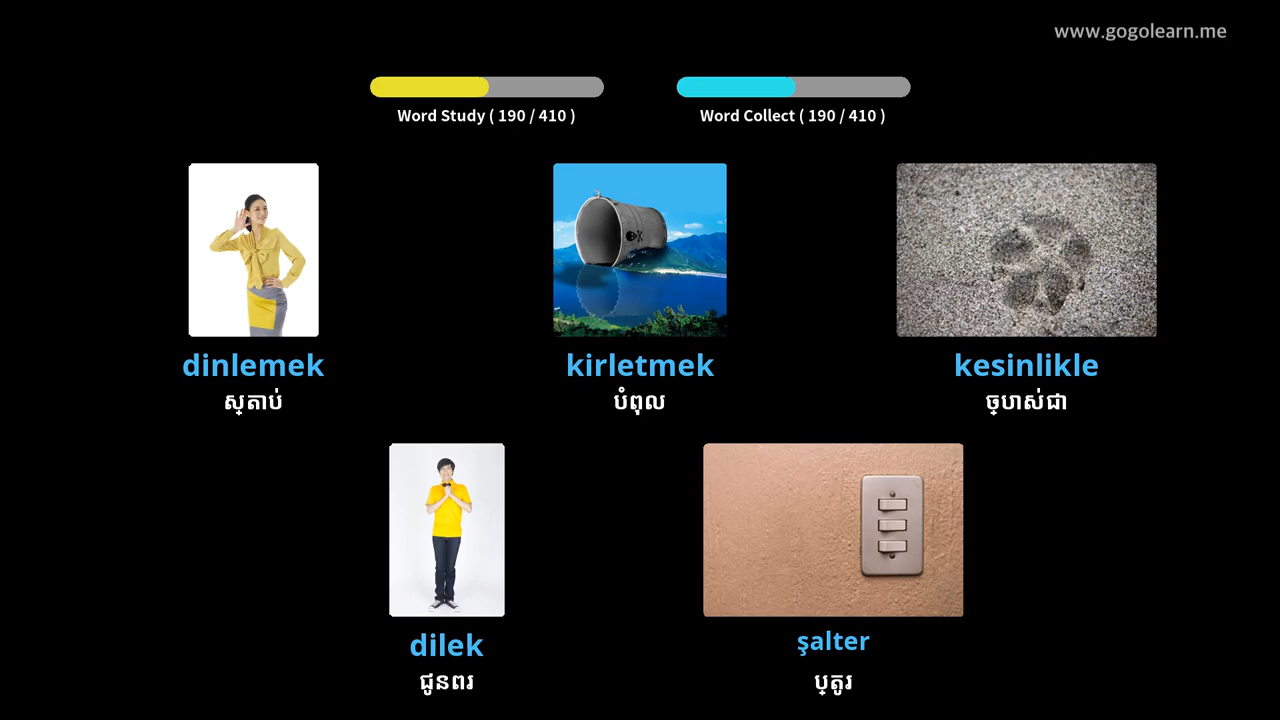 www.gogolearn.me
Word Study ( 190 / 410 )
Word Collect ( 190 / 410 )
dinlemek
ស្តាប់
kirletmek
បំពុល
kesinlikle
ច្បាស់ជា
dilek
ជូនពរ
şalter
ប្តូរ